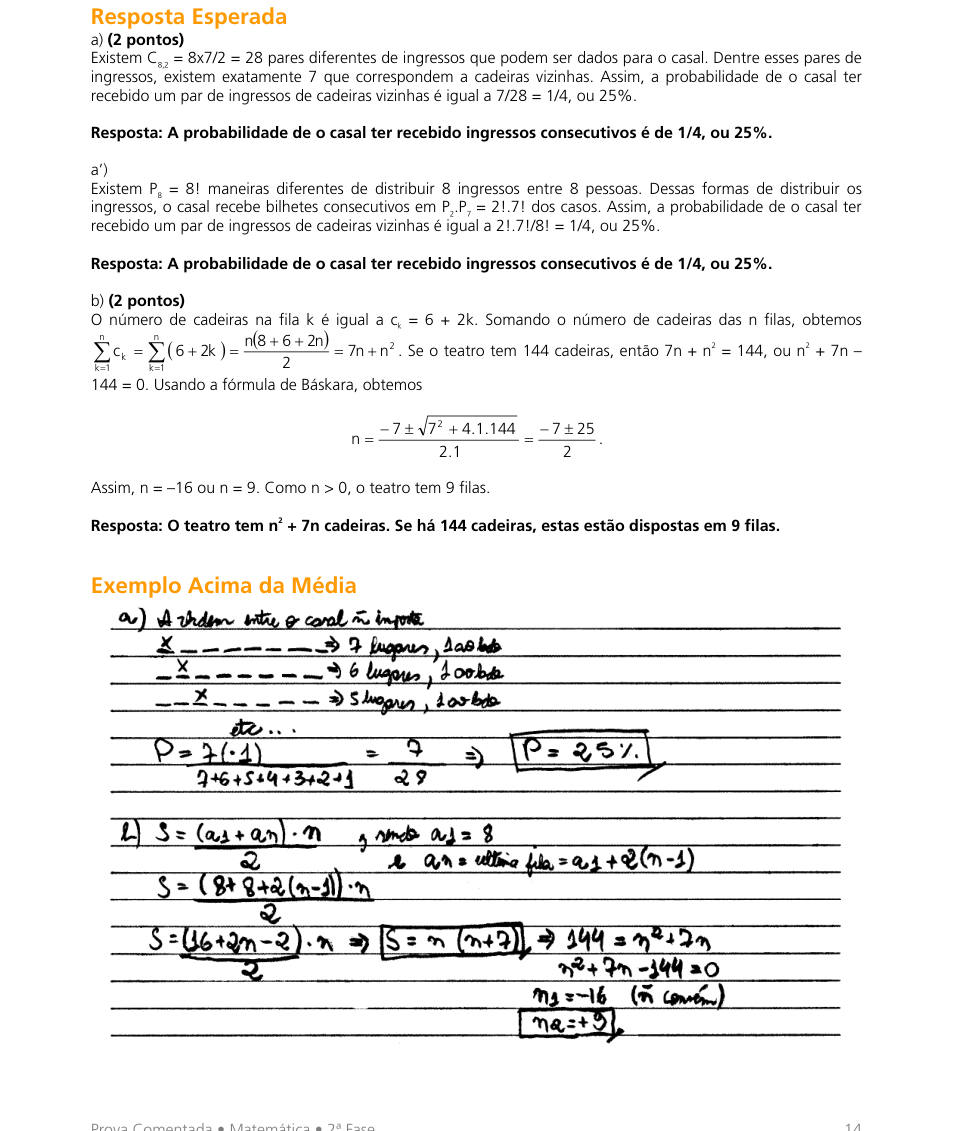 Resposta Esperada
a) (2 pontos)
Existem C8,2 = 8x7/2 = 28 pares diferentes de ingressos que podem ser dados para o casal. Dentre esses pares de
ingressos, existem exatamente 7 que correspondem a cadeiras vizinhas. Assim, a probabilidade de o casal ter
recebido um par de ingressos de cadeiras vizinhas é igual a 7/28 = 1/4, ou 25%.
Resposta: A probabilidade de o casal ter recebido ingressos consecutivos é de 1/4, ou 25%.
a’)
Existem P8 = 8! maneiras diferentes de distribuir 8 ingressos entre 8 pessoas. Dessas formas de distribuir os
ingressos, o casal recebe bilhetes consecutivos em P2.P7 = 2!.7! dos casos. Assim, a probabilidade de o casal ter
recebido um par de ingressos de cadeiras vizinhas é igual a 2!.7!/8! = 1/4, ou 25%.
Resposta: A probabilidade de o casal ter recebido ingressos consecutivos é de 1/4, ou 25%.
b) (2 pontos)
O número de cadeiras na fila k é igual a ck = 6 + 2k. Somando o número de cadeiras das n filas, obtemos
∑(k=1..n) ck = ∑(k=1..n) (6 + 2k) = n(8 + 6 + 2n)/2 = 7n + n². Se o teatro tem 144 cadeiras, então 7n + n² = 144, ou n² + 7n –
144 = 0. Usando a fórmula de Báskara, obtemos
n = (−7 ± √(7² + 4.1.144))/2.1 = (−7 ± 25)/2.
Assim, n = –16 ou n = 9. Como n > 0, o teatro tem 9 filas.
Resposta: O teatro tem n² + 7n cadeiras. Se há 144 cadeiras, estas estão dispostas em 9 filas.
Exemplo Acima da Média
a) A ordem entre o casal ñ importa
x _ _ _ _ _ _ _ ⇒ 7 lugares, 1 ao lado
_ x _ _ _ _ _ _ ⇒ 6 lugares, 1 ao lado
_ _ x _ _ _ _ _ ⇒ 5 lugares, 1 ao lado
etc...
P = 7(·1)/(7+6+5+4+3+2+1) = 7/28 ⇒ P = 25%.
b) S = (a1 + an)·n/2, sendo a1 = 8
e an = última fila = a1 + 2(n-1)
S = (8+8+2(n-1))·n/2
S = (16+2n-2)·n/2 ⇒ S = n(n+7) ⇒ 144 = n²+7n
n²+7n-144=0
n1=-16 (ñ convém)
n2=+9
Prova Comentada • Matemática • 2ª Fase 14